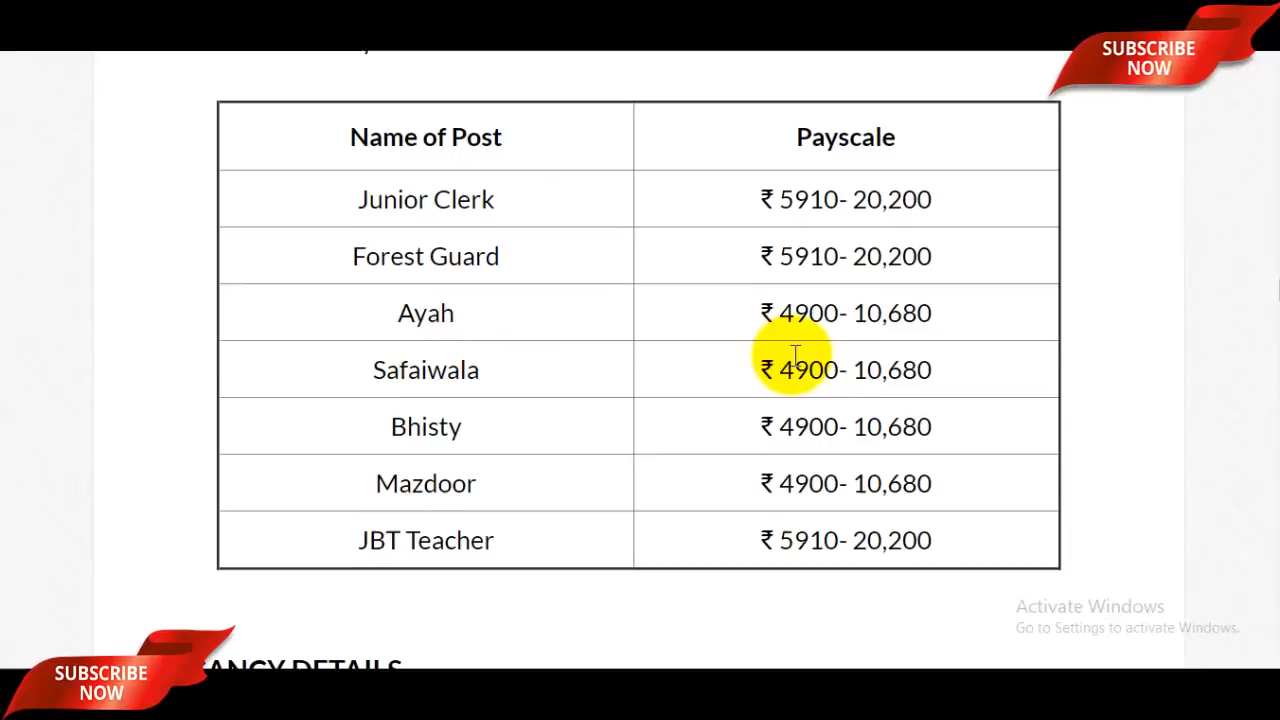 SUBSCRIBE
NOW
Name of Post Payscale
Junior Clerk ₹ 5910- 20,200
Forest Guard ₹ 5910- 20,200
Ayah ₹ 4900- 10,680
Safaiwala ₹ 4900- 10,680
Bhisty ₹ 4900- 10,680
Mazdoor ₹ 4900- 10,680
JBT Teacher ₹ 5910- 20,200
Activate Windows
Go to Settings to activate Windows.
SUBSCRIBE
NOW
DETAILS